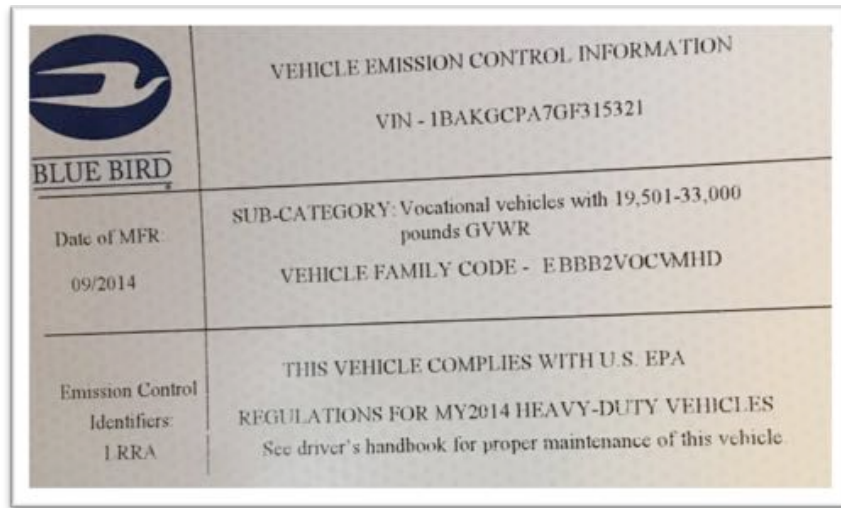 VEHICLE EMISSION CONTROL INFORMATION
VIN - 1BAKGCPA7GF315321
BLUE BIRD
Date of MFR:
09/2014
SUB-CATEGORY: Vocational vehicles with 19,501-33,000
pounds GVWR
VEHICLE FAMILY CODE - EBBB2VOCVMHD
Emission Control
Identifiers:
LRRA
THIS VEHICLE COMPLIES WITH U.S. EPA
REGULATIONS FOR MY2014 HEAVY-DUTY VEHICLES
See driver's handbook for proper maintenance of this vehicle